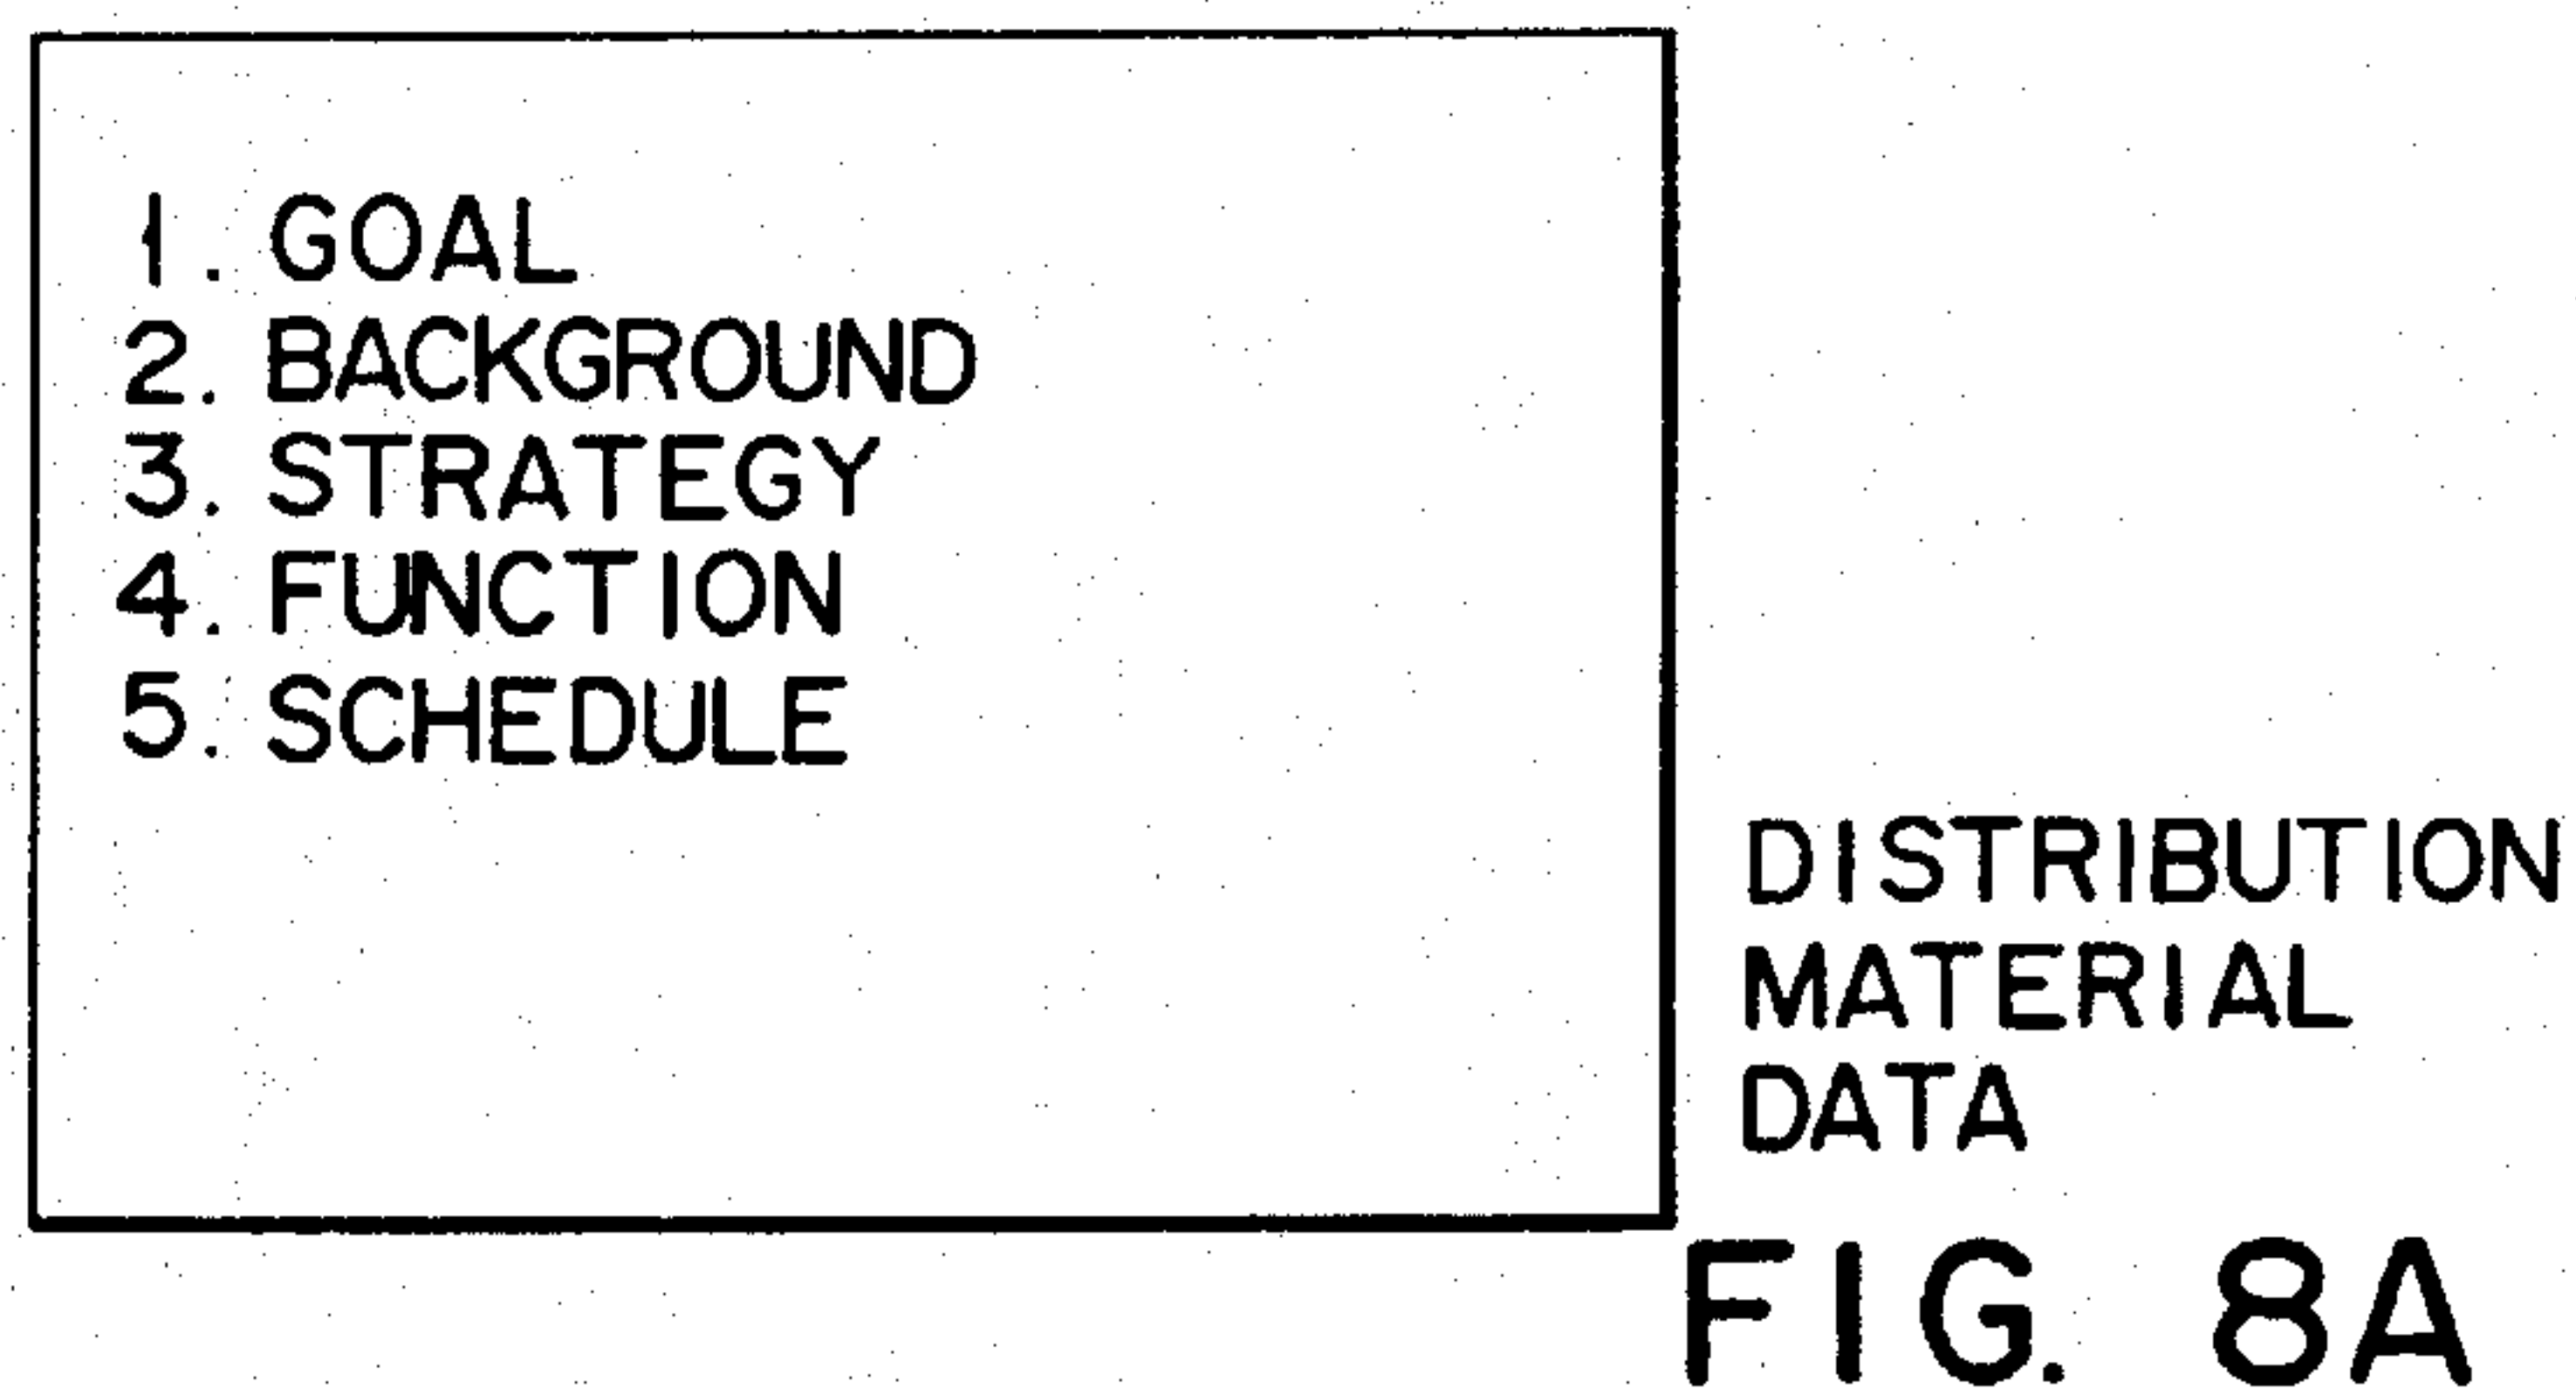 1. GOAL
2. BACKGROUND
3. STRATEGY
4. FUNCTION
5. SCHEDULE
DISTRIBUTION
MATERIAL
DATA
FIG. 8A